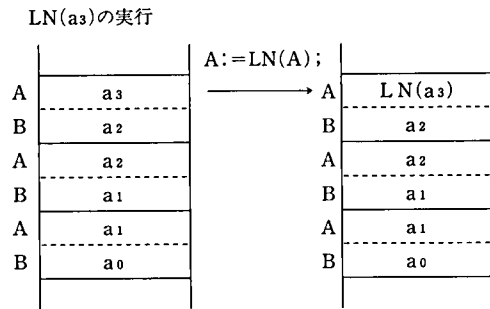 LN(a₃)の実行
A:=LN(A);
A a₃
B a₂
A a₂
B a₁
A a₁
B a₀
A LN(a₃)
B a₂
A a₂
B a₁
A a₁
B a₀